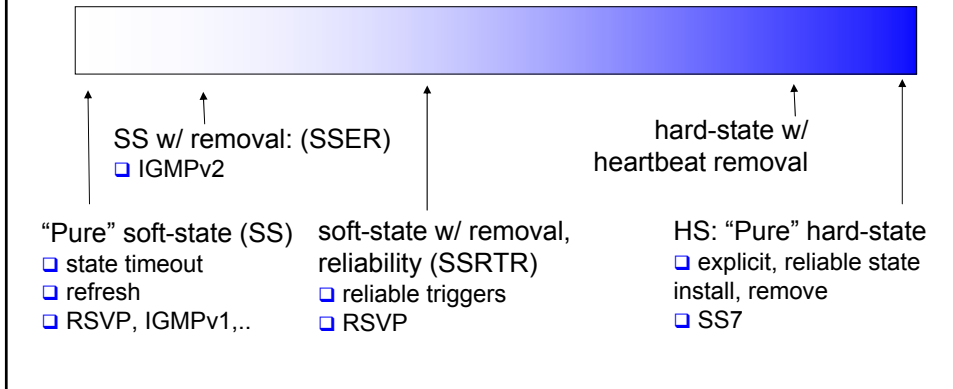 SS w/ removal: (SSER)
❑ IGMPv2
hard-state w/
heartbeat removal
“Pure” soft-state (SS)
❑ state timeout
❑ refresh
❑ RSVP, IGMPv1,..
soft-state w/ removal,
reliability (SSRTR)
❑ reliable triggers
❑ RSVP
HS: “Pure” hard-state
❑ explicit, reliable state
install, remove
❑ SS7